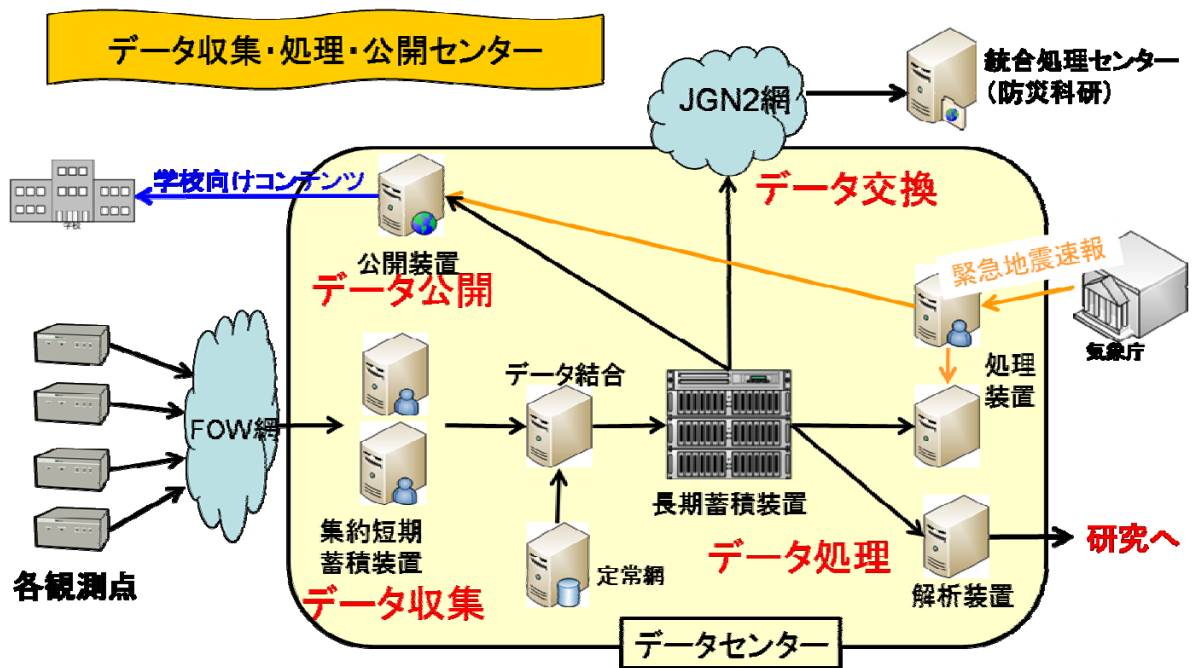 データ収集・処理・公開センター
JGN2網
統合処理センター
(防災科研)
学校向けコンテンツ
学校
データ交換
公開装置
データ公開
緊急地震速報
気象庁
処理
装置
データ結合
FOW網
長期蓄積装置
集約短期
蓄積装置
データ収集
定常網
データ処理
研究へ
解析装置
各観測点
データセンター